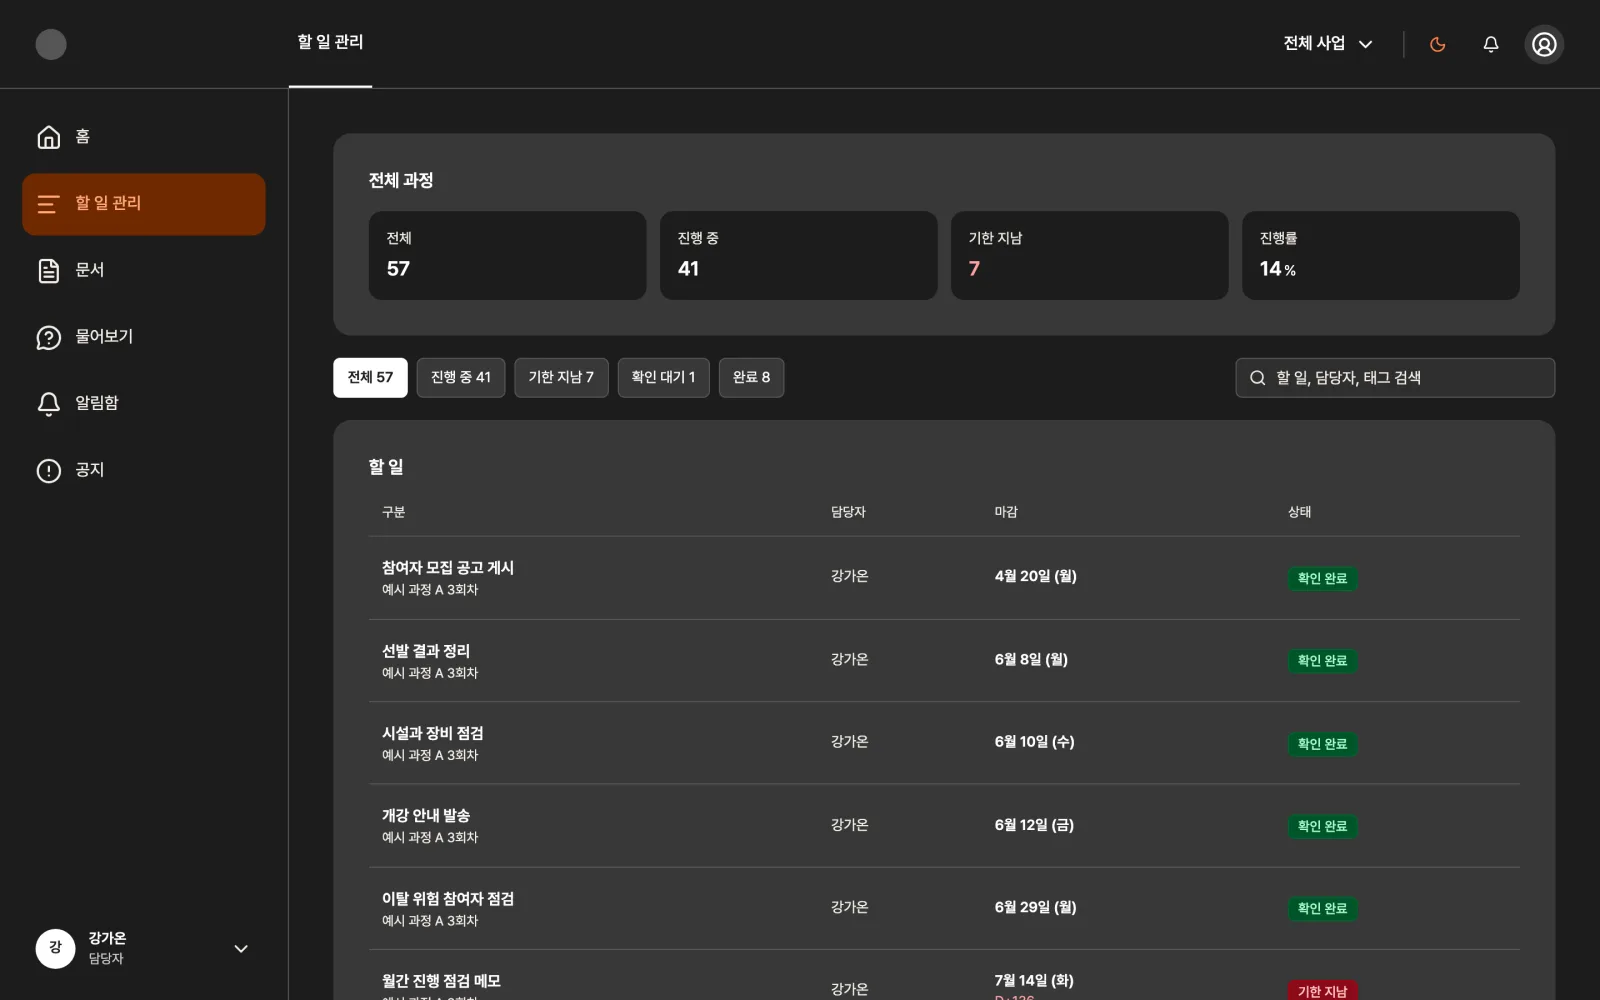 할 일 관리
전체 사업
홈
할 일 관리
문서
물어보기
알림함
공지
강
강가온
담당자
전체 과정
전체
57
진행 중
41
기한 지남
7
진행률
14%
전체 57
진행 중 41
기한 지남 7
확인 대기 1
완료 8
할 일, 담당자, 태그 검색
할 일
구분 담당자 마감 상태
참여자 모집 공고 게시
예시 과정 A 3회차
강가온
4월 20일 (월)
확인 완료
선발 결과 정리
예시 과정 A 3회차
강가온
6월 8일 (월)
확인 완료
시설과 장비 점검
예시 과정 A 3회차
강가온
6월 10일 (수)
확인 완료
개강 안내 발송
예시 과정 A 3회차
강가온
6월 12일 (금)
확인 완료
이탈 위험 참여자 점검
예시 과정 A 3회차
강가온
6월 29일 (월)
확인 완료
월간 진행 점검 메모
강가온
7월 14일 (화)
기한 지남